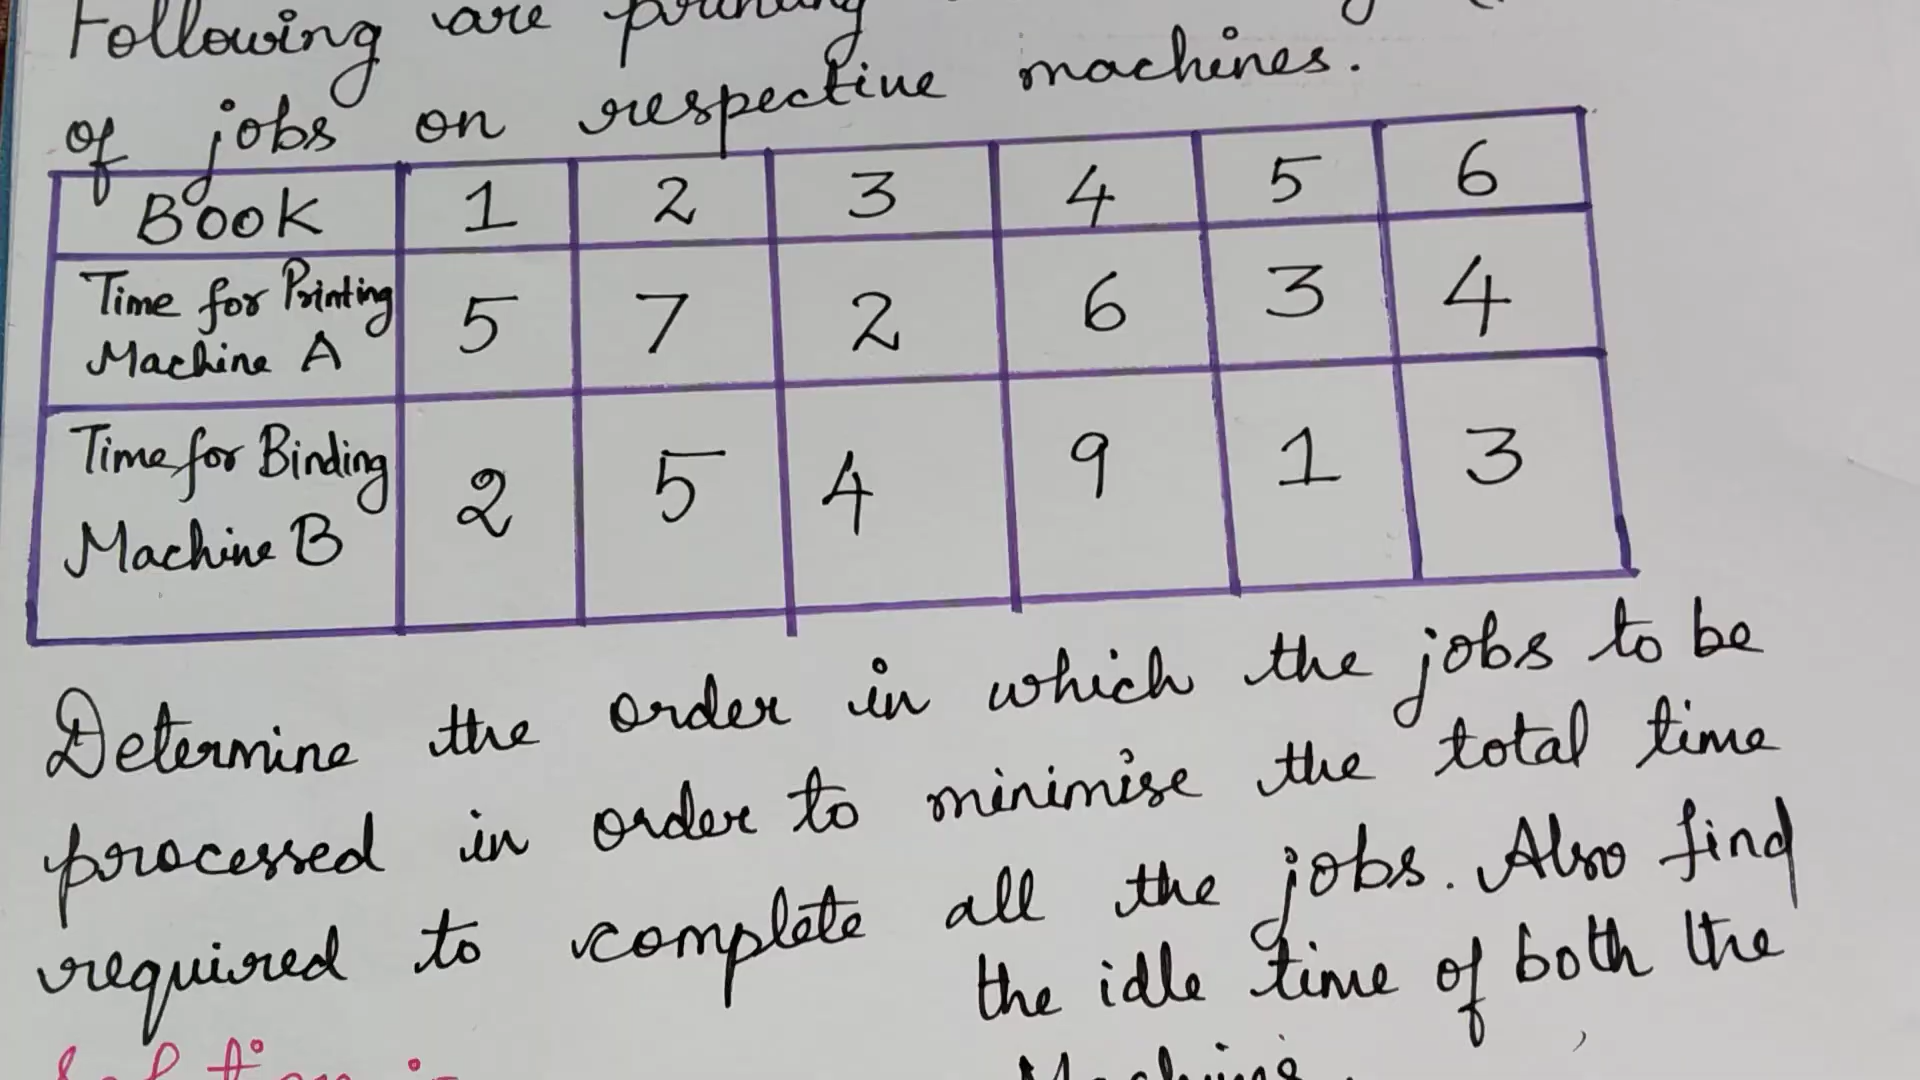 Following are printing
of jobs on respective machines.
Book 1 2 3 4 5 6
Time for Printing
Machine A 5 7 2 6 3 4
Time for Binding
Machine B 2 5 4 9 1 3
Determine the order in which the jobs to be
processed in order to minimise the total time
required to complete all the jobs. Also find
the idle time of both the